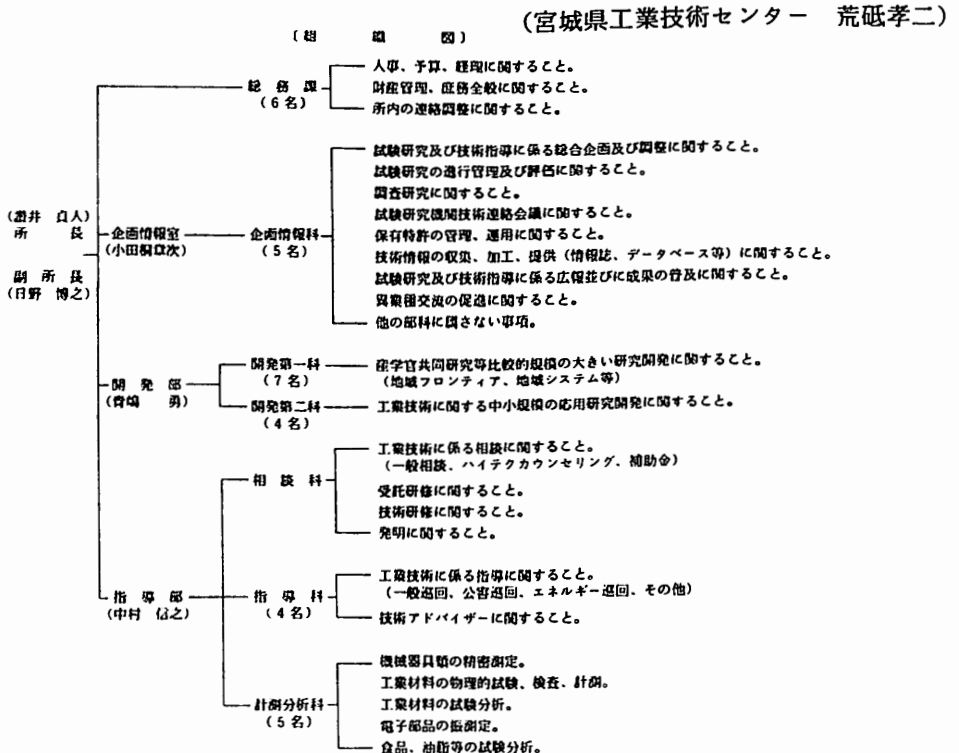 (宮城県工業技術センター 荒砥孝二)
〔組 織 図〕
総務課
(6名)
人事、予算、経理に関すること。
財産管理、庶務全般に関すること。
所内の連絡調整に関すること。
( 井 貞人)
所 長
副所長
(日野 博之)
企画情報室
(小田桐 次)
企画情報科
(5名)
試験研究及び技術指導に係る総合企画及び調整に関すること。
試験研究の進行管理及び評価に関すること。
調査研究に関すること。
試験研究機関技術連絡会議に関すること。
保有特許の管理、運用に関すること。
技術情報の収集、加工、提供(情報誌、データベース等)に関すること。
試験研究及び技術指導に係る広報並びに成果の普及に関すること。
異業種交流の促進に関すること。
他の部科に属さない事項。
開発部
( 勇)
開発第一科
(7名)
産学官共同研究等比較的規模の大きい研究開発に関すること。
(地域フロンティア、地域システム等)
開発第二科
(4名)
工業技術に関する中小規模の応用研究開発に関すること。
指導部
(中村 信之)
相談科
工業技術に係る相談に関すること。
(一般相談、ハイテクカウンセリング、補助金)
受託研修に関すること。
技術研修に関すること。
発明に関すること。
指導科
(4名)
工業技術に係る指導に関すること。
(一般巡回、公害巡回、エネルギー巡回、その他)
技術アドバイザーに関すること。
計測分析科
(5名)
機械器具類の精密測定。
工業材料の物理的試験、検査、計測。
工業材料の試験分析。
電子部品の振測定。
食品、油脂等の試験分析。